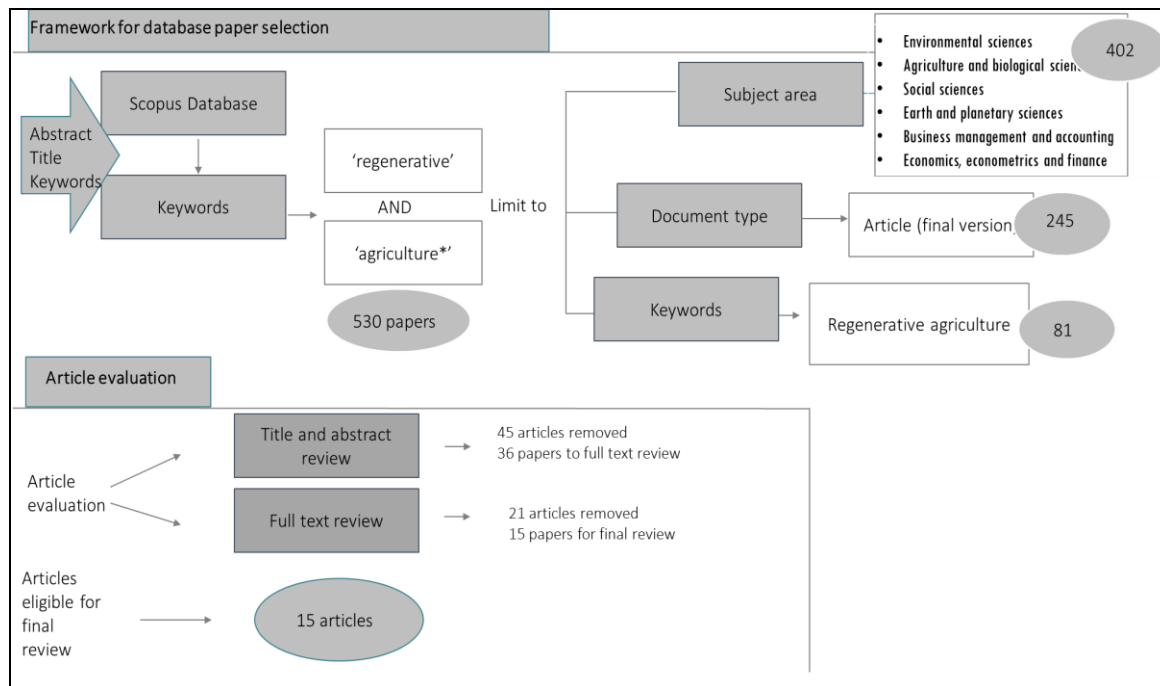 Framework for database paper selection
Abstract
Title
Keywords
Scopus Database
Keywords
‘regenerative’
AND
‘agriculture*’
530 papers
Limit to
Subject area
• Environmental sciences
• Agriculture and biological scien
• Social sciences
• Earth and planetary sciences
• Business management and accounting
• Economics, econometrics and finance
402
Document type
Article (final version)
245
Keywords
Regenerative agriculture
81
Article evaluation
Article
evaluation
Title and abstract
review
45 articles removed
36 papers to full text review
Full text review
21 articles removed
15 papers for final review
Articles
eligible for
final
review
15 articles